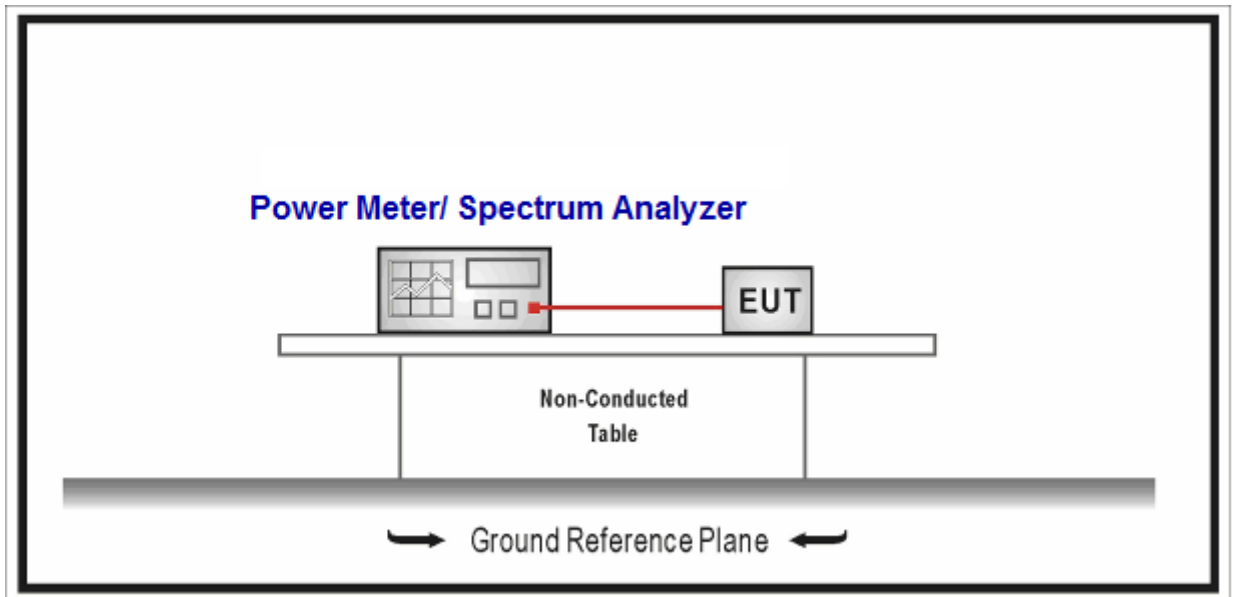 Power Meter/ Spectrum Analyzer
EUT
Non-Conducted
Table
Ground Reference Plane